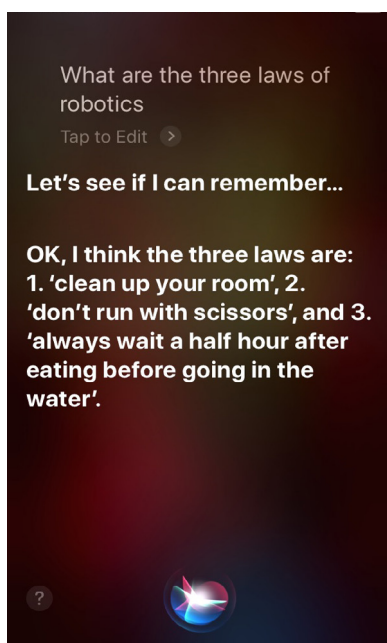 What are the three laws of
robotics
Tap to Edit >
Let's see if I can remember...
OK, I think the three laws are:
1. ‘clean up your room’, 2.
‘don’t run with scissors’, and 3.
‘always wait a half hour after
eating before going in the
water’.
?